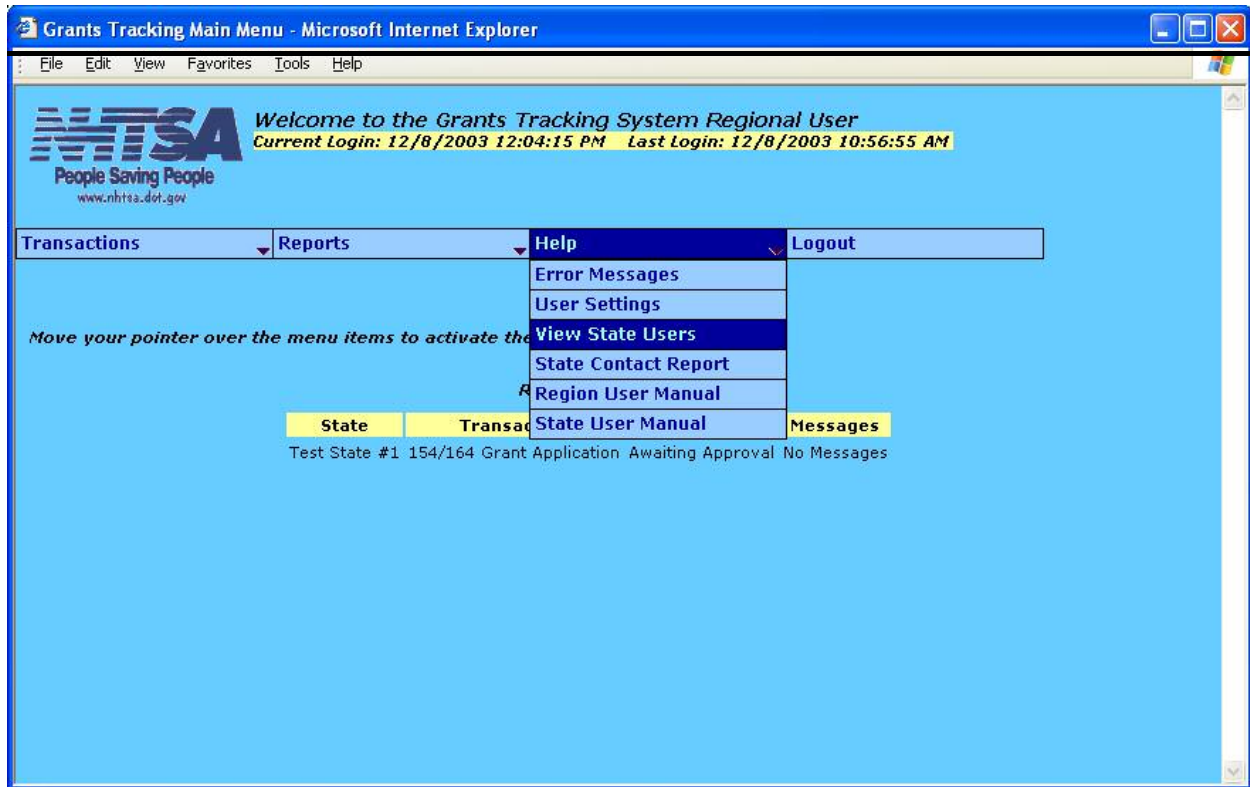 Grants Tracking Main Menu - Microsoft Internet Explorer
File Edit View Favorites Tools Help
NHTSA
People Saving People
www.nhtsa.dot.gov
Welcome to the Grants Tracking System Regional User
Current Login: 12/8/2003 12:04:15 PM Last Login: 12/8/2003 10:56:55 AM
Transactions Reports Help Logout
Error Messages
User Settings
View State Users
State Contact Report
Region User Manual
State User Manual
Move your pointer over the menu items to activate the
R
State Transac Messages
Test State #1 154/164 Grant Application Awaiting Approval No Messages